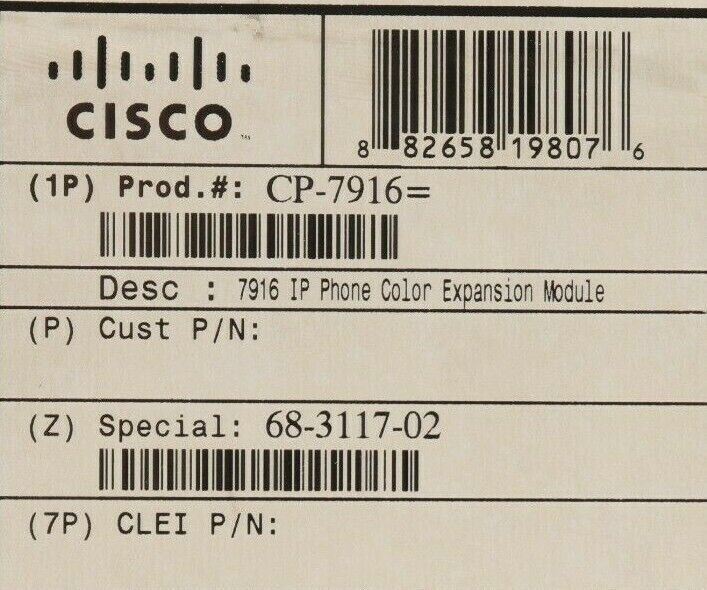 CISCO
8 82658 19807 6
(1P) Prod.#: CP-7916=
Desc : 7916 IP Phone Color Expansion Module
(P) Cust P/N:
(Z) Special: 68-3117-02
(7P) CLEI P/N: